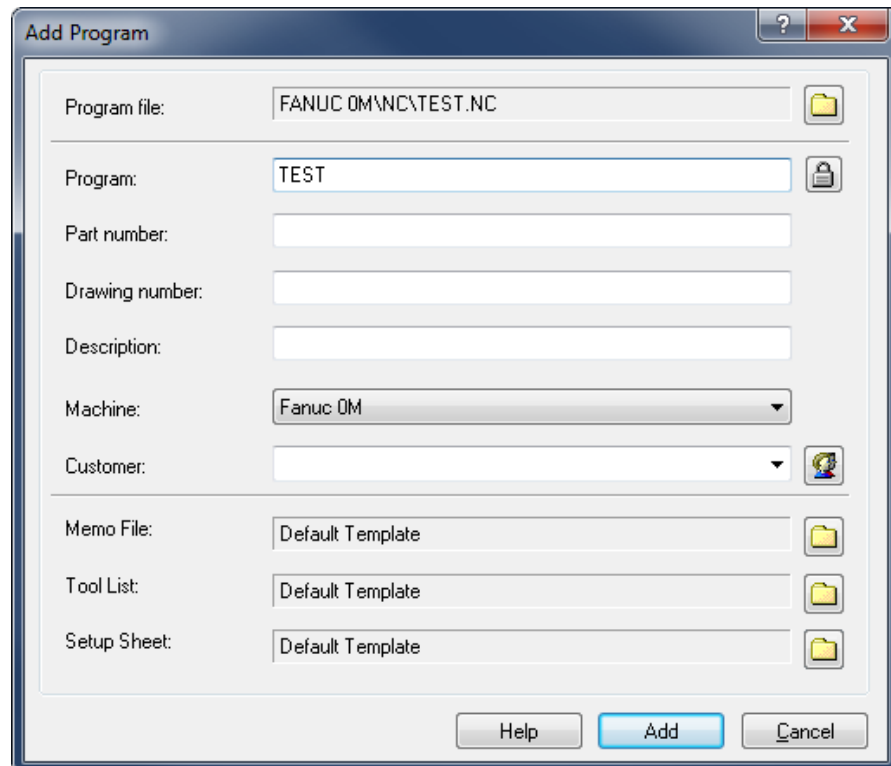 Add Program
?
X
Program file: FANUC 0M\NC\TEST.NC
Program: TEST
Part number:
Drawing number:
Description:
Machine: Fanuc 0M
Customer:
Memo File: Default Template
Tool List: Default Template
Setup Sheet: Default Template
Help Add Cancel